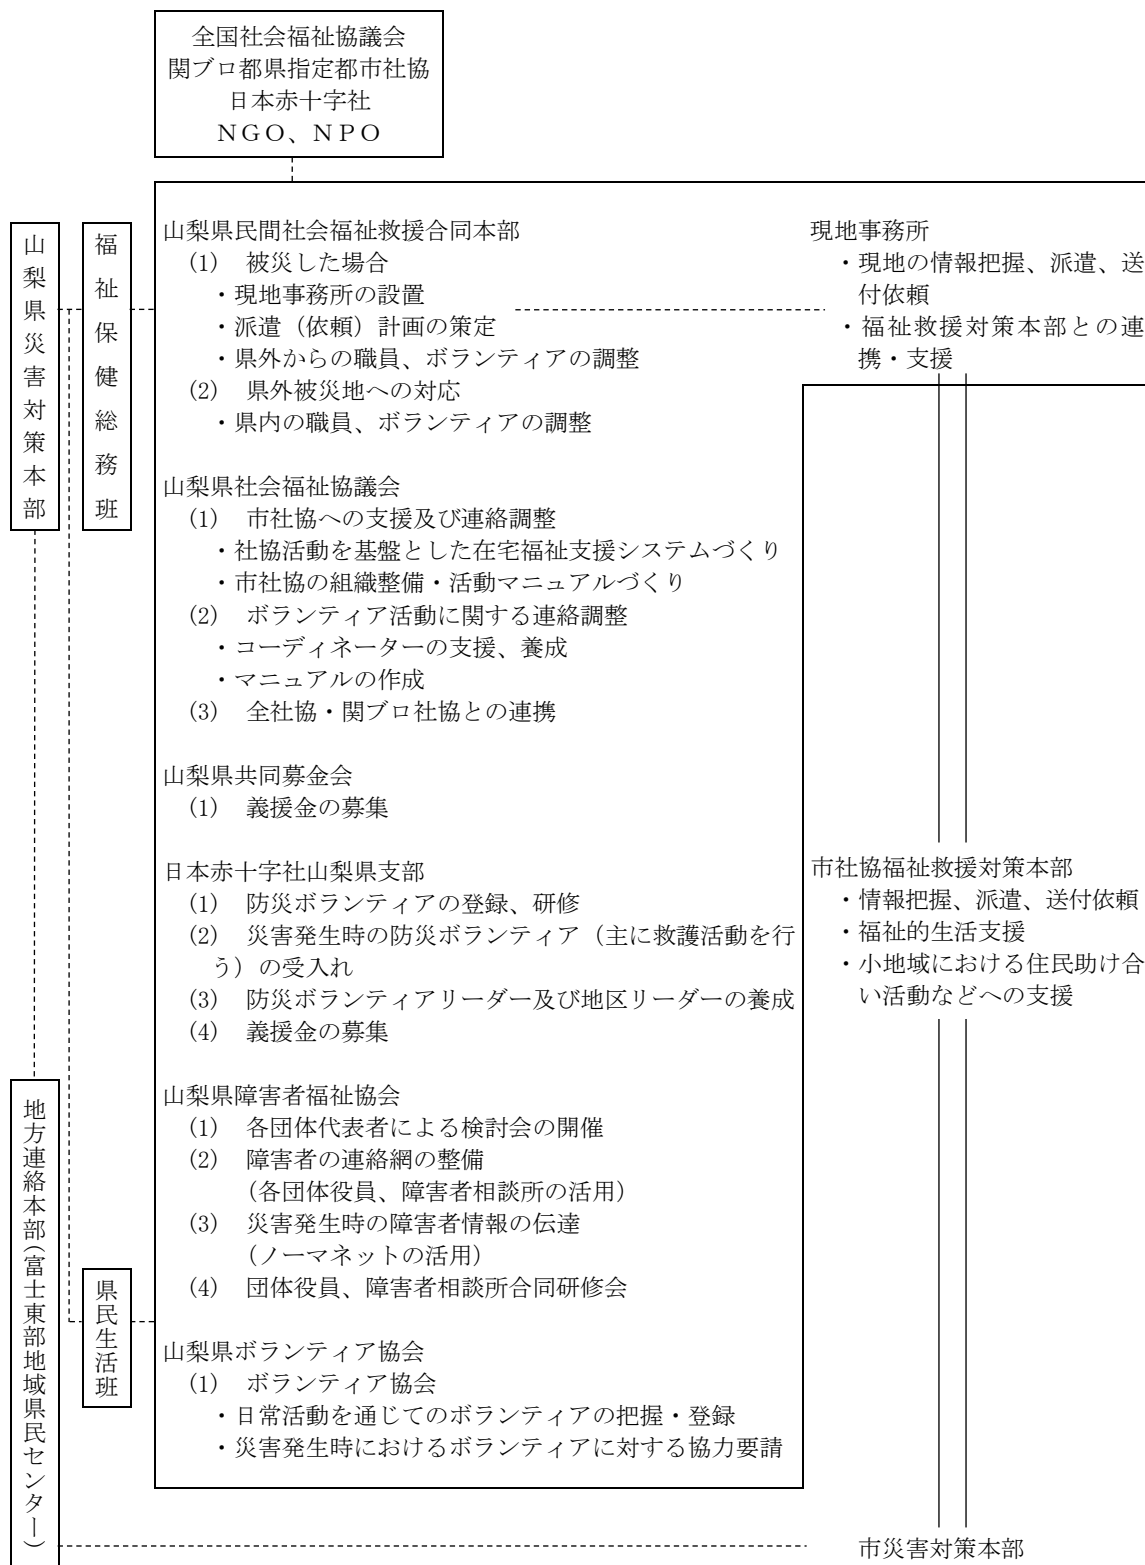 全国社会福祉協議会
関ブロ都県指定都市社協
日本赤十字社
ＮＧＯ、ＮＰＯ
山梨県災害対策本部
福祉保健総務班
山梨県民間社会福祉救援合同本部
(1) 被災した場合
・現地事務所の設置
・派遣（依頼）計画の策定
・県外からの職員、ボランティアの調整
(2) 県外被災地への対応
・県内の職員、ボランティアの調整
現地事務所
・現地の情報把握、派遣、送
付依頼
・福祉救援対策本部との連
携・支援
山梨県社会福祉協議会
(1) 市社協への支援及び連絡調整
・社協活動を基盤とした在宅福祉支援システムづくり
・市社協の組織整備・活動マニュアルづくり
(2) ボランティア活動に関する連絡調整
・コーディネーターの支援、養成
・マニュアルの作成
(3) 全社協・関ブロ社協との連携
山梨県共同募金会
(1) 義援金の募集
日本赤十字社山梨県支部
(1) 防災ボランティアの登録、研修
(2) 災害発生時の防災ボランティア（主に救護活動を行
う）の受入れ
(3) 防災ボランティアリーダー及び地区リーダーの養成
(4) 義援金の募集
市社協福祉救援対策本部
・情報把握、派遣、送付依頼
・福祉的生活支援
・小地域における住民助け合
い活動などへの支援
山梨県障害者福祉協会
(1) 各団体代表者による検討会の開催
(2) 障害者の連絡網の整備
（各団体役員、障害者相談所の活用）
(3) 災害発生時の障害者情報の伝達
（ノーマネットの活用）
(4) 団体役員、障害者相談所合同研修会
地方連絡本部（富士東部地域県民センター）
県民生活班
山梨県ボランティア協会
(1) ボランティア協会
・日常活動を通じてのボランティアの把握・登録
・災害発生時におけるボランティアに対する協力要請
市災害対策本部